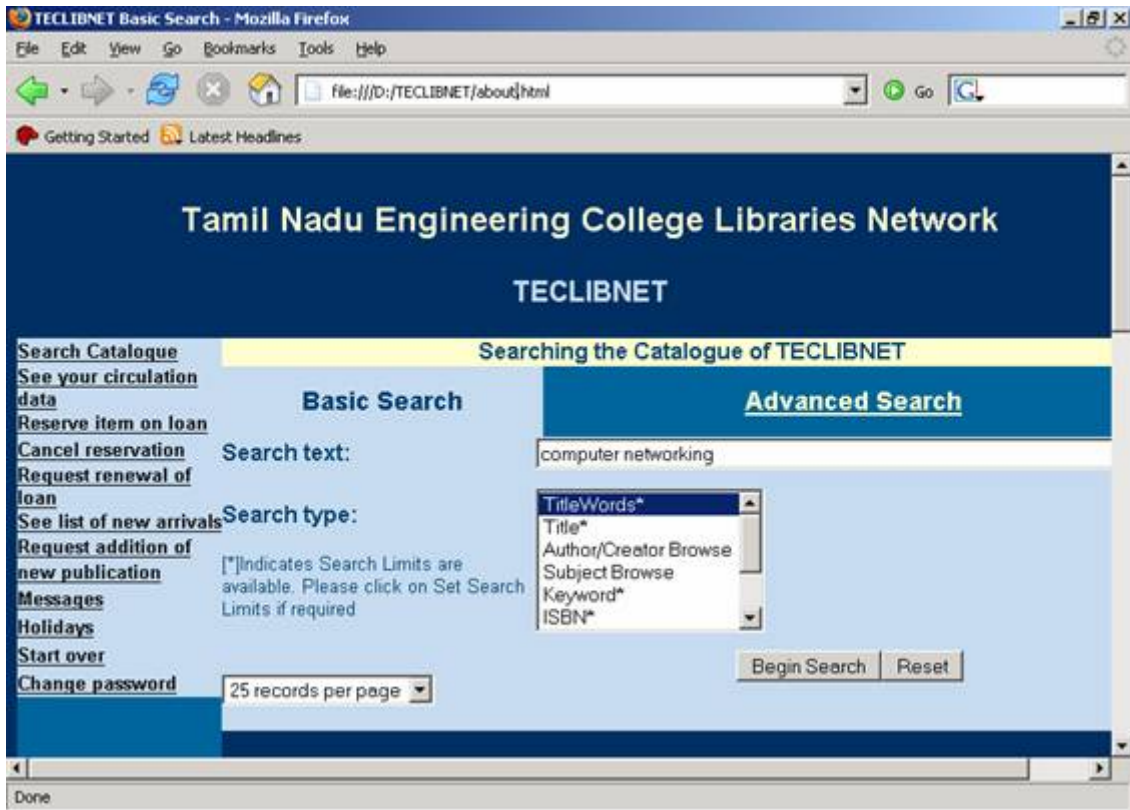 TECLIBNET Basic Search - Mozilla Firefox
File Edit View Go Bookmarks Tools Help
file:///D:/TECLIBNET/about.html
Go
G
Getting Started Latest Headlines
Tamil Nadu Engineering College Libraries Network
TECLIBNET
Search Catalogue
See your circulation
data
Reserve item on loan
Cancel reservation
Request renewal of
loan
See list of new arrivals
Request addition of
new publication
Messages
Holidays
Start over
Change password
Searching the Catalogue of TECLIBNET
Basic Search Advanced Search
Search text: computer networking
Search type:
[*]Indicates Search Limits are
available. Please click on Set Search
Limits if required
TitleWords*
Title*
Author/Creator Browse
Subject Browse
Keyword*
ISBN*
Begin Search Reset
25 records per page
Done